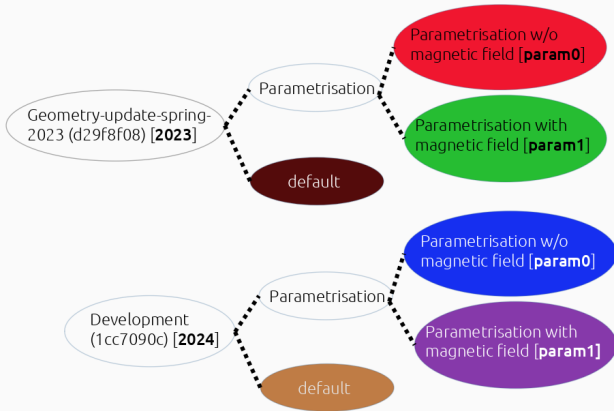 Parametrisation w/o
magnetic field [param0]
Parametrisation
Geometry-update-spring-
2023 (d29f8f08) [2023]
Parametrisation with
magnetic field [param1]
default
Parametrisation w/o
magnetic field [param0]
Parametrisation
Development
(1cc7090c) [2024]
Parametrisation with
magnetic field [param1]
default